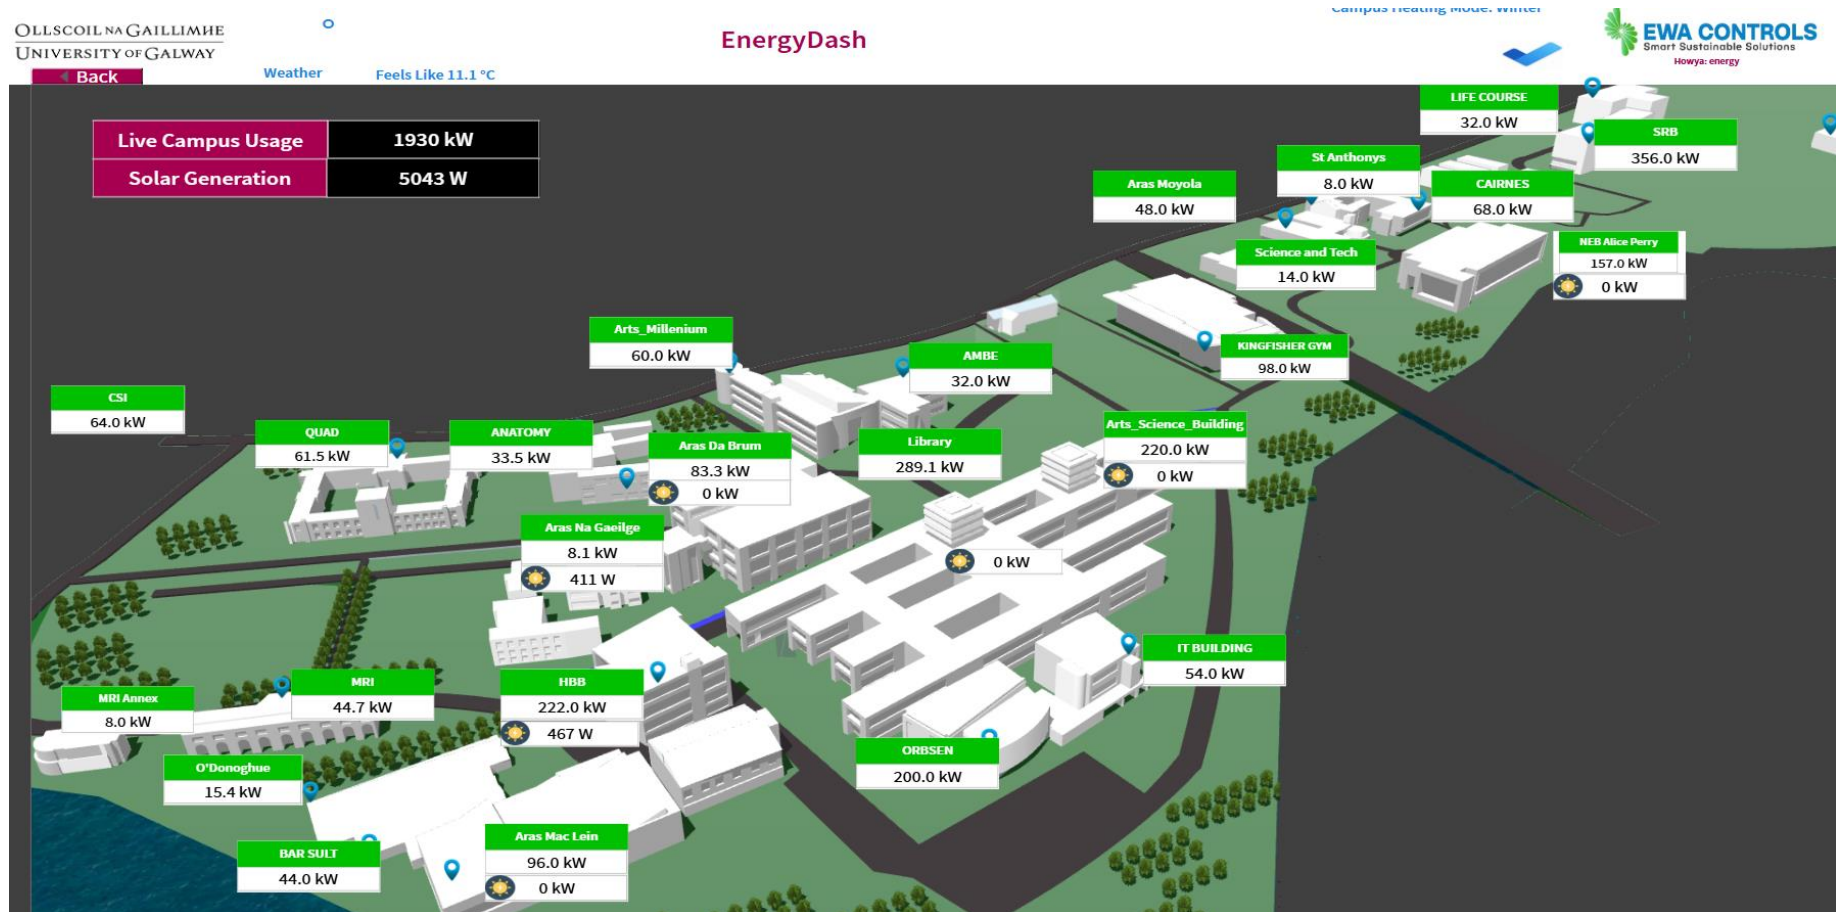 OLLSCOIL NA GAILLIMHE
UNIVERSITY OF GALWAY
Back
Weather
Feels Like 11.1 °C
EnergyDash
Campus Heating Mode: Winter
EWA CONTROLS
Smart Sustainable Solutions
Howya: energy
Live Campus Usage 1930 kW
Solar Generation 5043 W
LIFE COURSE
32.0 kW
SRB
356.0 kW
St Anthonys
8.0 kW
Aras Moyola
48.0 kW
CAIRNES
68.0 kW
Science and Tech
14.0 kW
NEB Alice Perry
157.0 kW
0 kW
Arts_Millenium
60.0 kW
AMBE
32.0 kW
KINGFISHER GYM
98.0 kW
CSI
64.0 kW
QUAD
61.5 kW
ANATOMY
33.5 kW
Aras Da Brum
83.3 kW
0 kW
Library
289.1 kW
Arts_Science_Building
220.0 kW
0 kW
Aras Na Gaeilge
8.1 kW
411 W
0 kW
IT BUILDING
54.0 kW
MRI Annex
8.0 kW
MRI
44.7 kW
HBB
222.0 kW
467 W
ORBSEN
200.0 kW
O'Donoghue
15.4 kW
BAR SULT
44.0 kW
Aras Mac Lein
96.0 kW
0 kW